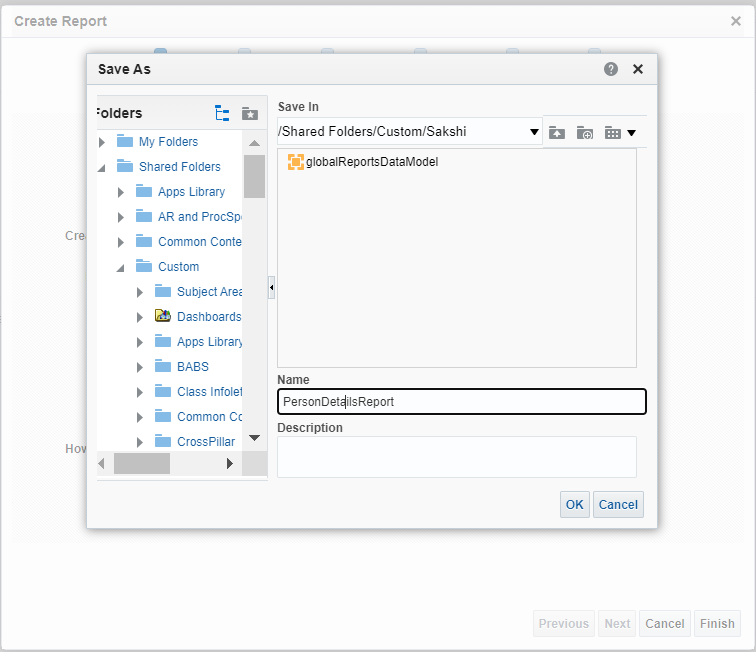 Create Report
Save As
Folders
My Folders
Shared Folders
Apps Library
AR and ProcSpe
Common Conte
Custom
Subject Area
Dashboards
Apps Library
BABS
Class Infolet
Common Co
CrossPillar
Save In
/Shared Folders/Custom/Sakshi
globalReportsDataModel
Name
PersonDetailsReport
Description
OK Cancel
Crea
How
Previous Next Cancel Finish